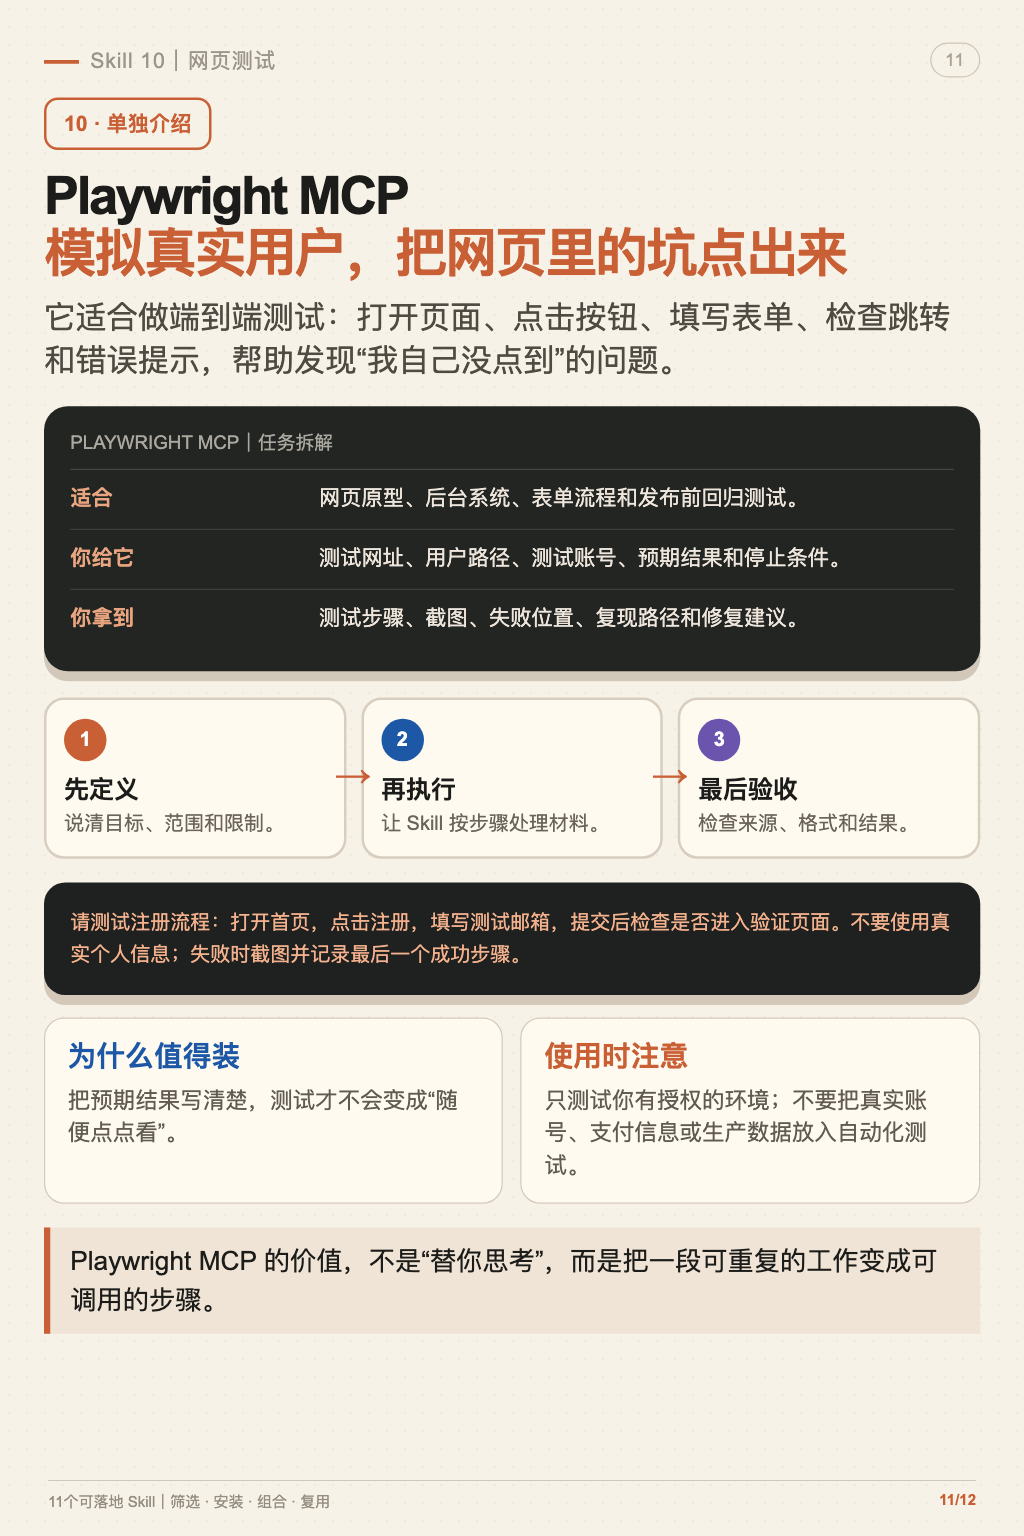 Skill 10｜网页测试
11
10 · 单独介绍
Playwright MCP
模拟真实用户，把网页里的坑点出来
它适合做端到端测试：打开页面、点击按钮、填写表单、检查跳转
和错误提示，帮助发现“我自己没点到”的问题。
PLAYWRIGHT MCP｜任务拆解
适合 网页原型、后台系统、表单流程和发布前回归测试。
你给它 测试网址、用户路径、测试账号、预期结果和停止条件。
你拿到 测试步骤、截图、失败位置、复现路径和修复建议。
1
先定义
说清目标、范围和限制。
2
再执行
让 Skill 按步骤处理材料。
3
最后验收
检查来源、格式和结果。
请测试注册流程：打开首页，点击注册，填写测试邮箱，提交后检查是否进入验证页面。不要使用真
实个人信息；失败时截图并记录最后一个成功步骤。
为什么值得装
把预期结果写清楚，测试才不会变成“随
便点点看”。
使用时注意
只测试你有授权的环境；不要把真实账
号、支付信息或生产数据放入自动化测
试。
Playwright MCP 的价值，不是“替你思考”，而是把一段可重复的工作变成可
调用的步骤。
11个可落地 Skill｜筛选 · 安装 · 组合 · 复用
11/12